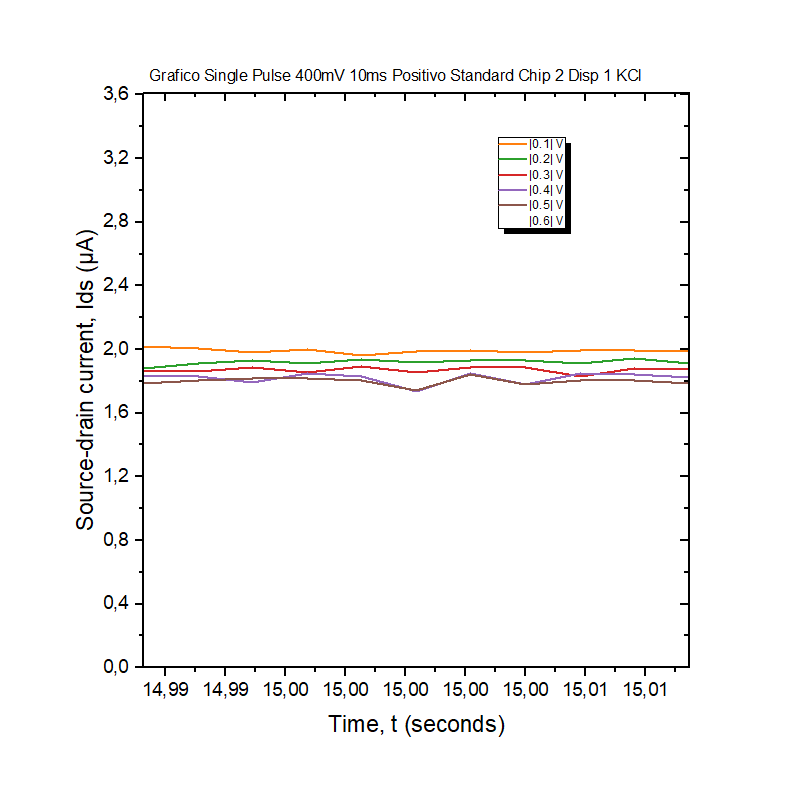 Grafico Single Pulse 400mV 10ms Positivo Standard Chip 2 Disp 1 KCl
3,6
3,2
2,8
2,4
2,0
1,6
1,2
0,8
0,4
0,0
Source-drain current, Ids (µA)
|0.1| V
|0.2| V
|0.3| V
|0.4| V
|0.5| V
|0.6| V
14,99 14,99 15,00 15,00 15,00 15,00 15,00 15,01 15,01
Time, t (seconds)